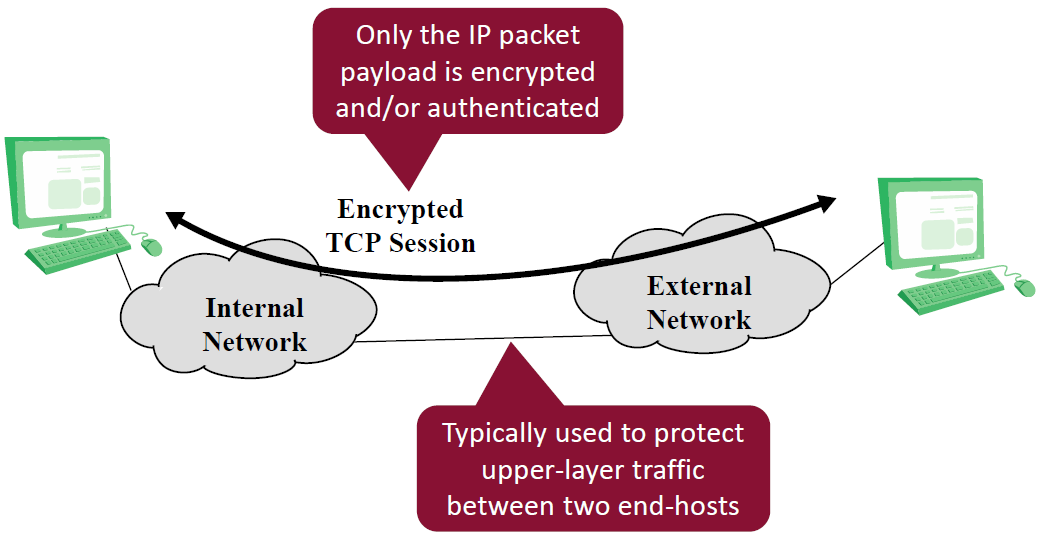 Only the IP packet
payload is encrypted
and/or authenticated
Encrypted
TCP Session
Internal
Network
External
Network
Typically used to protect
upper-layer traffic
between two end-hosts